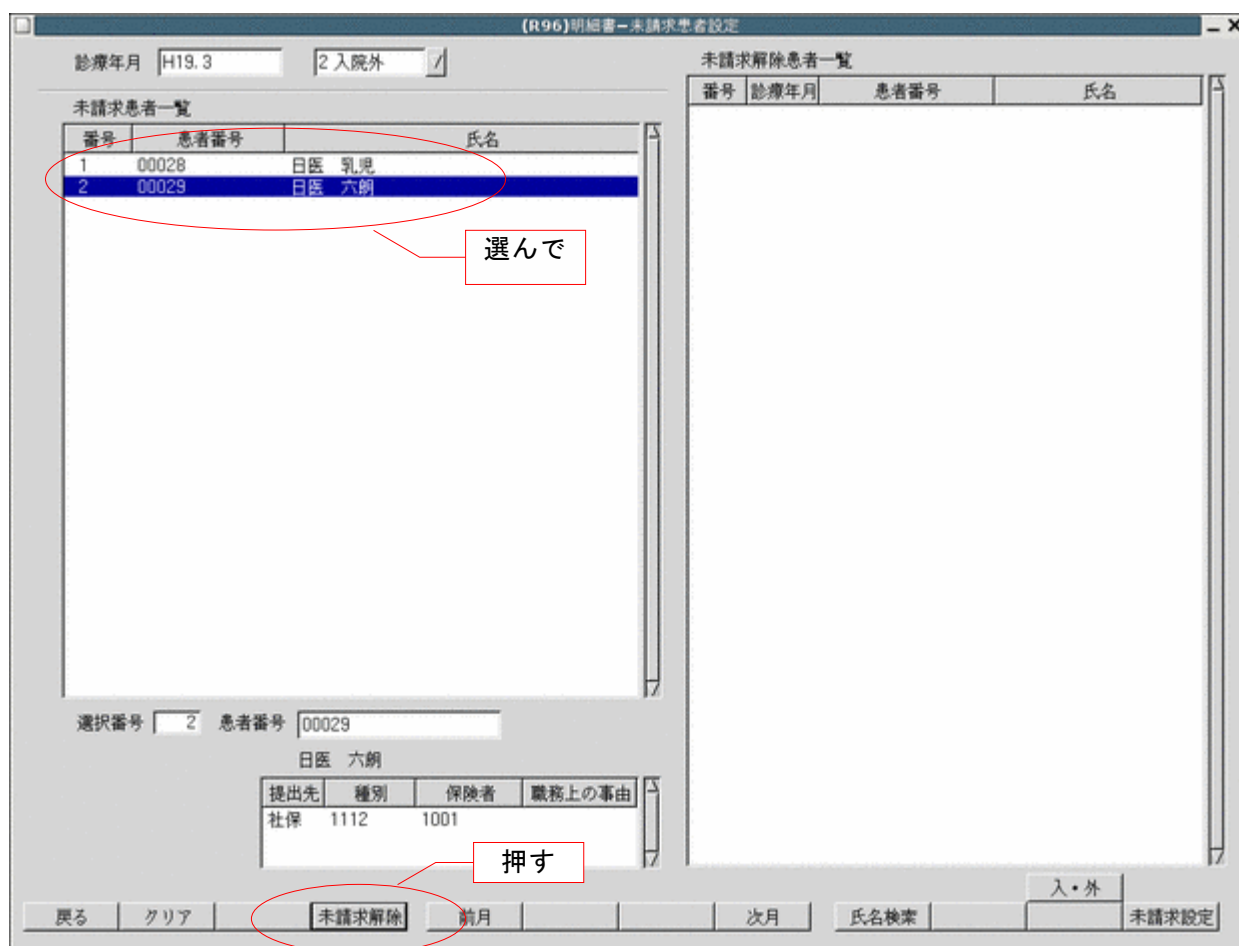 (R96)明細書－未請求患者設定
診療年月 H19. 3 2 入院外
未請求患者一覧
番号 患者番号 氏名
1 00028 日医 乳児
2 00029 日医 六朗
選んで
選択番号 2 患者番号 00029
日医 六朗
提出先 種別 保険者 職務上の事由
社保 1112 1001
押す
未請求解除患者一覧
番号 診療年月 患者番号 氏名
入・外
戻る クリア 未請求解除 前月 次月 氏名検索 未請求設定